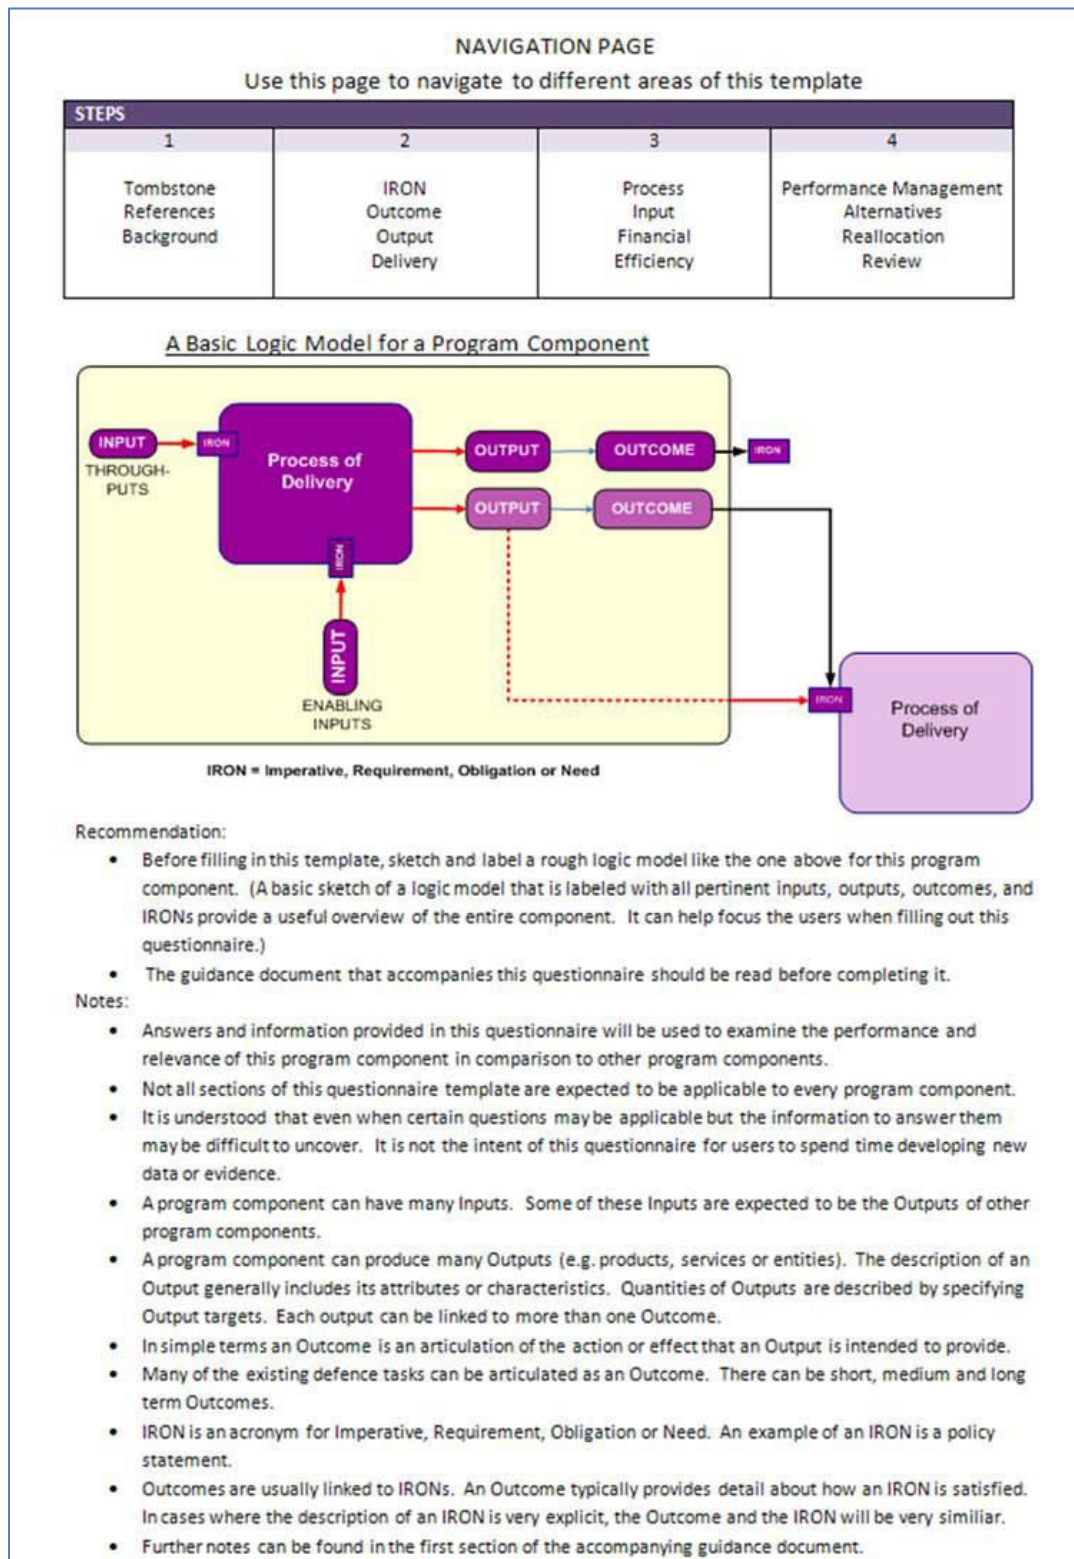 NAVIGATION PAGE
Use this page to navigate to different areas of this template
STEPS
1 2 3 4
Tombstone IRON Process Performance Management
References Outcome Input Alternatives
Background Output Financial Reallocation
Delivery Efficiency Review
A Basic Logic Model for a Program Component
INPUT
IRON
THROUGH-
PUTS
Process of
Delivery
OUTPUT
OUTCOME
IRON
OUTPUT
OUTCOME
IRON
INPUT
ENABLING
INPUTS
IRON
Process of
Delivery
IRON = Imperative, Requirement, Obligation or Need
Recommendation:
• Before filling in this template, sketch and label a rough logic model like the one above for this program
component. (A basic sketch of a logic model that is labeled with all pertinent inputs, outputs, outcomes, and
IRONs provide a useful overview of the entire component. It can help focus the users when filling out this
questionnaire.)
• The guidance document that accompanies this questionnaire should be read before completing it.
Notes:
• Answers and information provided in this questionnaire will be used to examine the performance and
relevance of this program component in comparison to other program components.
• Not all sections of this questionnaire template are expected to be applicable to every program component.
• It is understood that even when certain questions may be applicable but the information to answer them
may be difficult to uncover. It is not the intent of this questionnaire for users to spend time developing new
data or evidence.
• A program component can have many Inputs. Some of these Inputs are expected to be the Outputs of other
program components.
• A program component can produce many Outputs (e.g. products, services or entities). The description of an
Output generally includes its attributes or characteristics. Quantities of Outputs are described by specifying
Output targets. Each output can be linked to more than one Outcome.
• In simple terms an Outcome is an articulation of the action or effect that an Output is intended to provide.
• Many of the existing defence tasks can be articulated as an Outcome. There can be short, medium and long
term Outcomes.
• IRON is an acronym for Imperative, Requirement, Obligation or Need. An example of an IRON is a policy
statement.
• Outcomes are usually linked to IRONs. An Outcome typically provides detail about how an IRON is satisfied.
In cases where the description of an IRON is very explicit, the Outcome and the IRON will be very similiar.
• Further notes can be found in the first section of the accompanying guidance document.